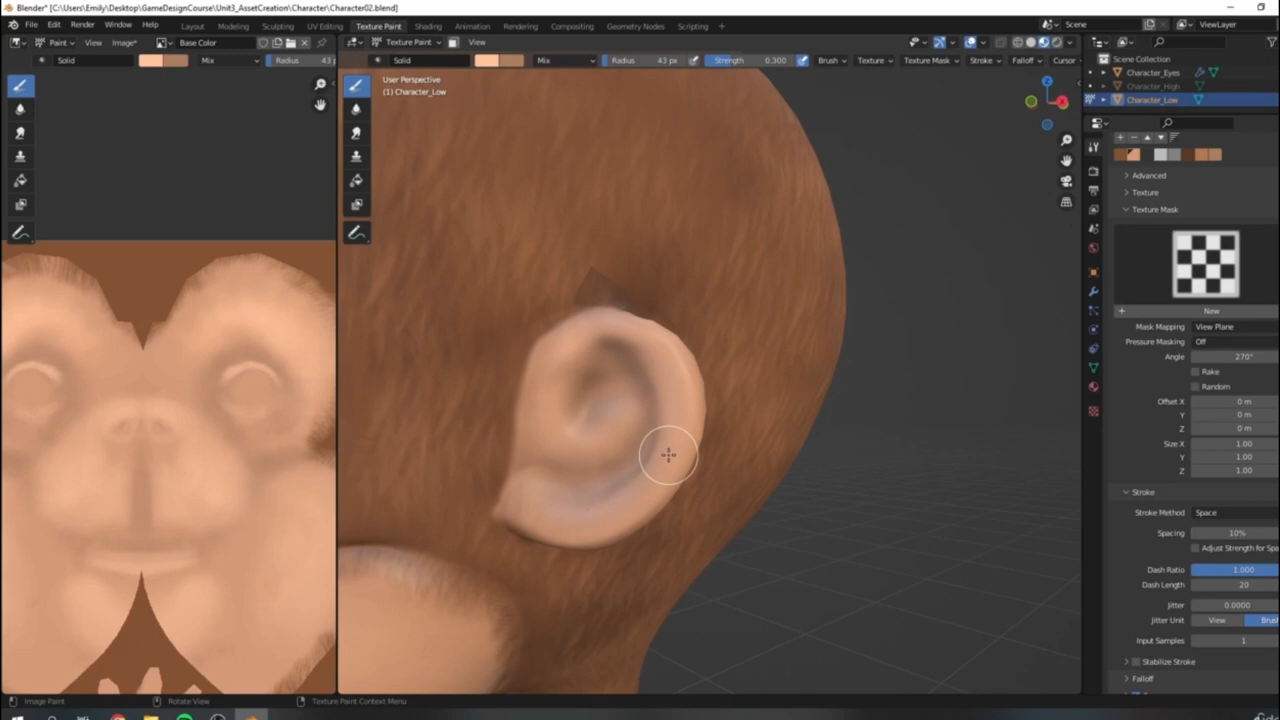 Blender* [C:\Users\Emily\Desktop\GameDesignCourse\Unit3_AssetCreation\Character\Character02.blend]
File Edit Render Window Help Layout Modeling Sculpting UV Editing Texture Paint Shading Animation Rendering Compositing Geometry Nodes Scripting + Scene ViewLayer
Paint View Image* Base Color Texture Paint View
Solid Mix Radius 43 p Solid Mix Radius 43 px Strength 0.300 Brush Texture Texture Mask Stroke Falloff Cursor
Scene Collection
Character_Eyes
Character_High
Character_Low
User Perspective
(1) Character_Low
Z
X
Advanced
Texture
Texture Mask
New
Mask Mapping View Plane
Pressure Masking Off
Angle 270°
Rake
Random
Offset X 0 m
Y 0 m
Z 0 m
Size X 1.00
Y 1.00
Z 1.00
Stroke
Stroke Method Space
Spacing 10%
Adjust Strength for Sp
Dash Ratio 1.000
Dash Length 20
Jitter 0.0000
Jitter Unit View Brus
Input Samples 1
Stabilize Stroke
Falloff
Image Paint Rotate View Texture Paint Context Menu